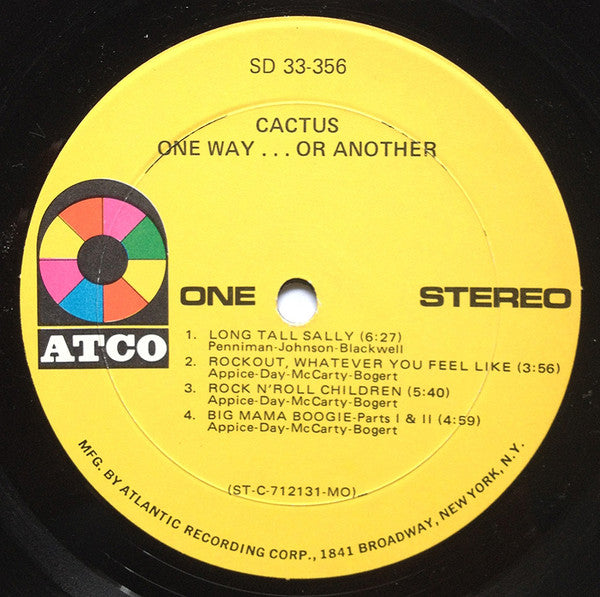 SD 33-356
CACTUS
ONE WAY . . . OR ANOTHER
ATCO
ONE
STEREO
1. LONG TALL SALLY (6:27)
Penniman-Johnson-Blackwell
2. ROCKOUT, WHATEVER YOU FEEL LIKE (3:56)
Appice-Day-McCarty-Bogert
3. ROCK N'ROLL CHILDREN (5:40)
Appice-Day-McCarty-Bogert
4. BIG MAMA BOOGIE-Parts I & II (4:59)
Appice-Day-McCarty-Bogert
(ST-C-712131-MO)
MFG. BY ATLANTIC RECORDING CORP., 1841 BROADWAY, NEW YORK, N.Y.